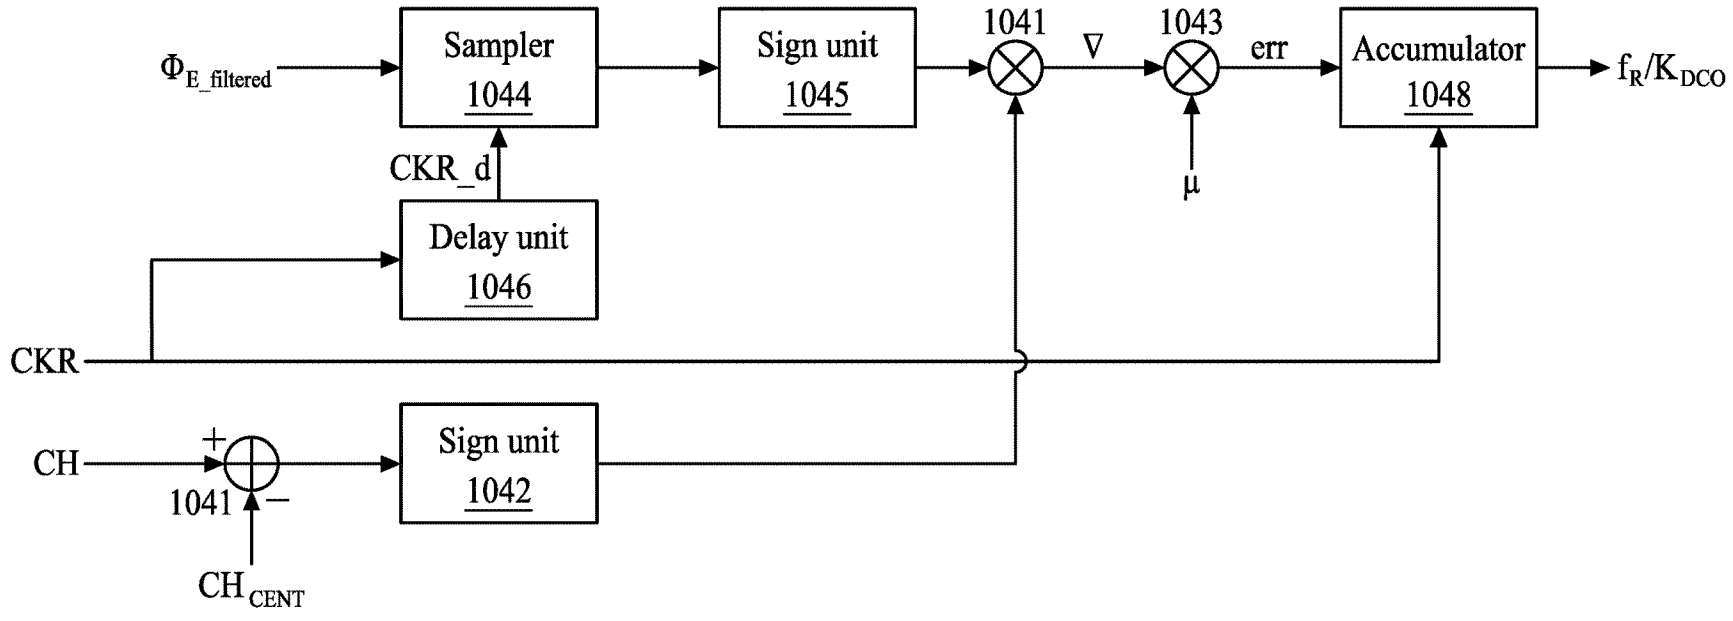 Φ_E_filtered
Sampler
1044
Sign unit
1045
1041
∇
1043
μ
err
Accumulator
1048
f_R/K_DCO
CKR_d
Delay unit
1046
CKR
CH
+
−
1041
CH_CENT
Sign unit
1042